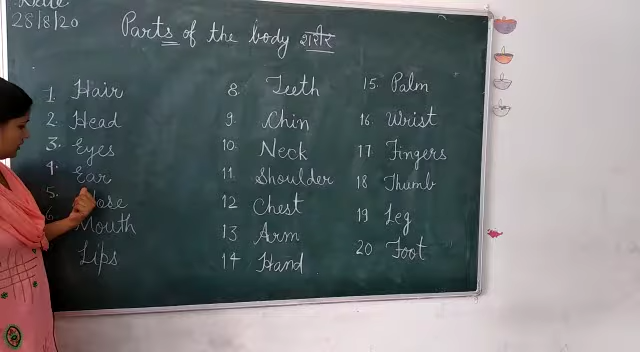 Date
28/8/20
Parts of the body शरीर
1. Hair
2. Head
3. Eyes
4. Ear
5. Nose
6 Mouth
Lips
8. Teeth
9. Chin
10. Neck
11 Shoulder
12 Chest
13 Arm
14 Hand
15. Palm
16. Wrist
17 Fingers
18 Thumb
19 Leg
20 Foot